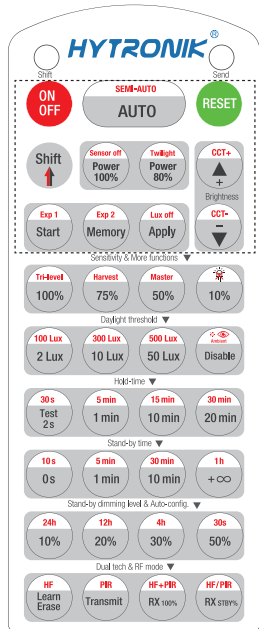 HYTRONIK®
Shift Send
ON
OFF
SEMI-AUTO
AUTO
RESET
Shift
Sensor off
Power
100%
Twilight
Power
80%
CCT+
+
Brightness
CCT-
−
Exp 1
Start
Exp 2
Memory
Lux off
Apply
Sensitivity & More functions ▼
Tri-level
100%
Harvest
75%
Master
50%
10%
Daylight threshold ▼
100 Lux
2 Lux
300 Lux
10 Lux
500 Lux
50 Lux
Ambient
Disable
Hold-time ▼
30s
Test
2s
5 min
1 min
15 min
10 min
30 min
20 min
Stand-by time ▼
10s
0s
5 min
1 min
30 min
10 min
1h
+∞
Stand-by dimming level & Auto-config. ▼
24h
10%
12h
20%
4h
30%
30s
50%
Dual tech & RF mode ▼
HF
Learn
Erase
PIR
Transmit
HF+PIR
RX 100%
HF/PIR
RX STBY%